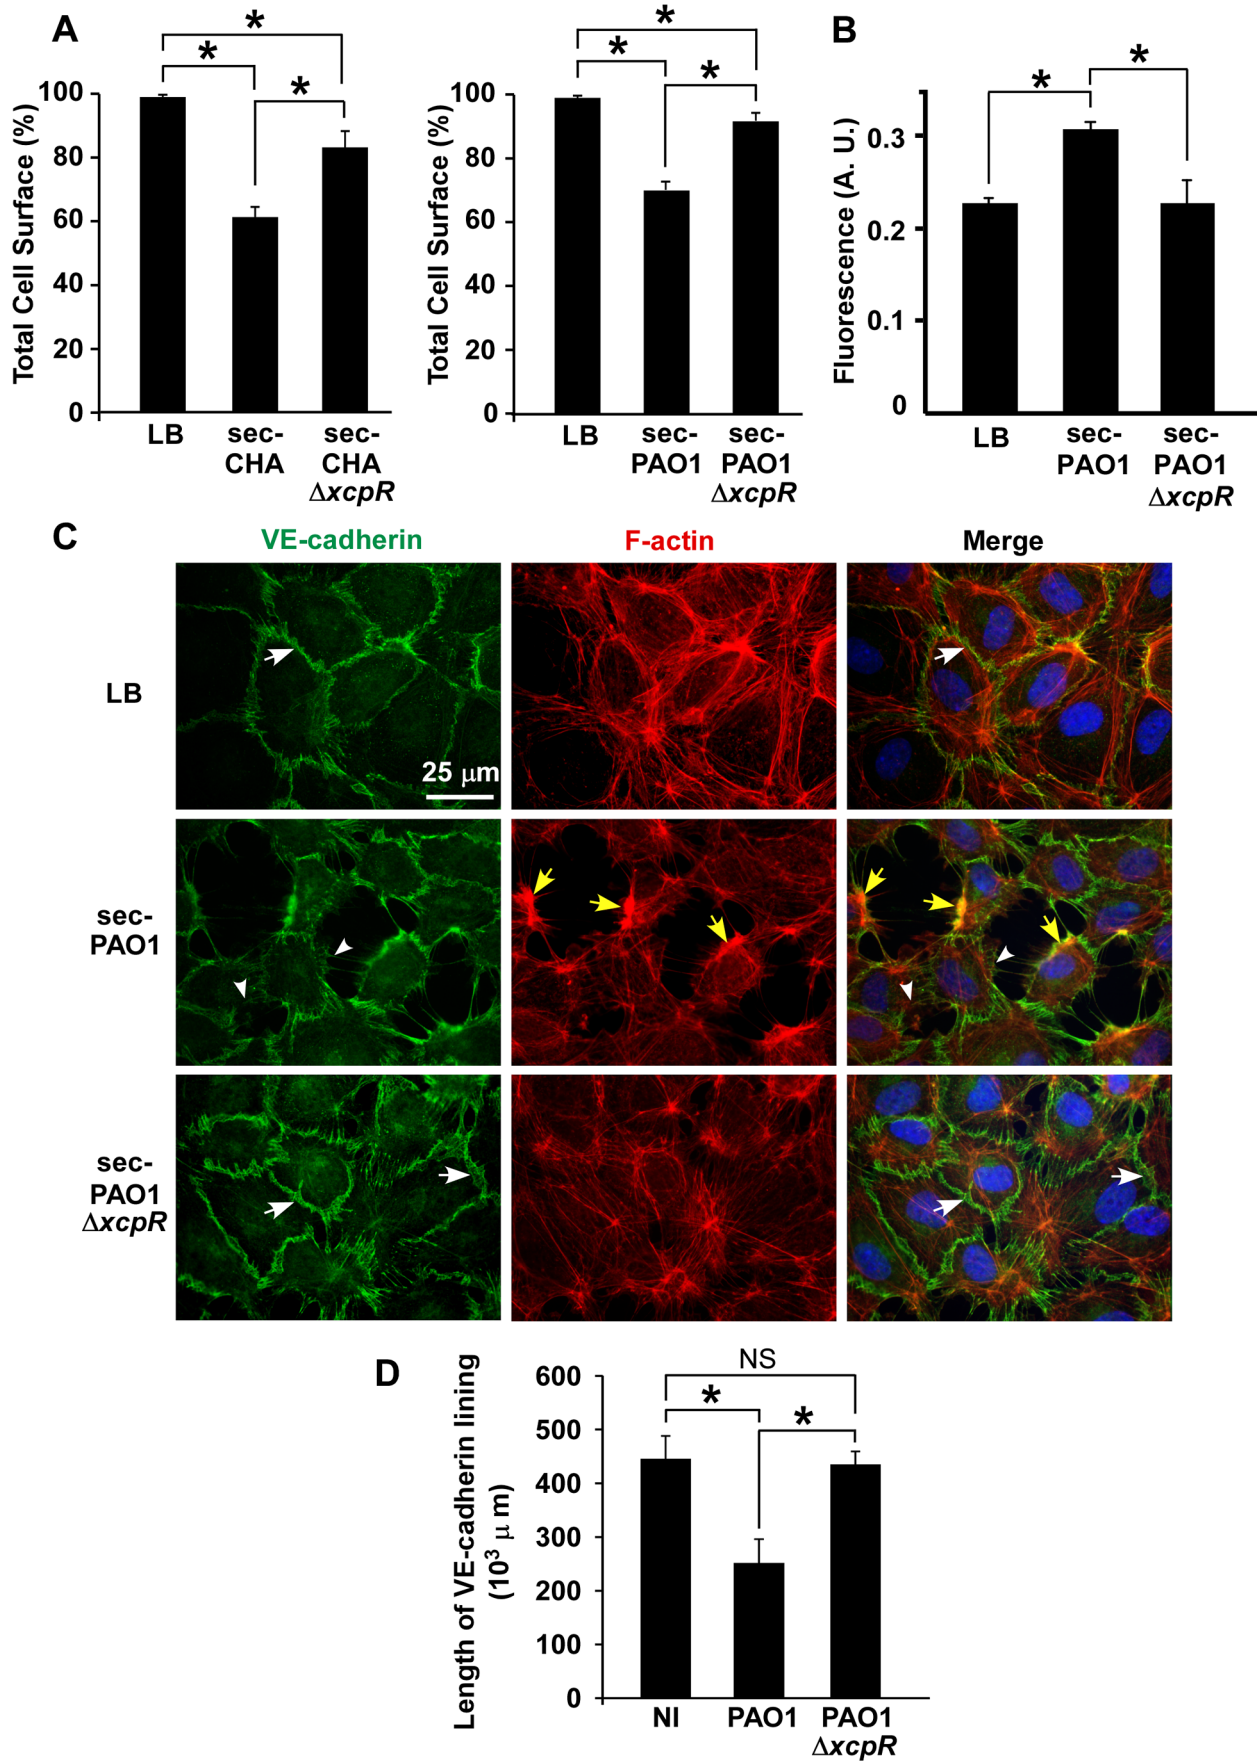 A
*
*
*
Total Cell Surface (%)
100
80
60
40
20
0
LB
sec-
CHA
sec-
CHA
ΔxcpR
*
*
*
Total Cell Surface (%)
100
80
60
40
20
0
LB
sec-
PAO1
sec-
PAO1
ΔxcpR
B
*
*
Fluorescence (A. U.)
0.3
0.2
0.1
0
LB
sec-
PAO1
sec-
PAO1
ΔxcpR
C
VE-cadherin
F-actin
Merge
LB
25 μm
sec-
PAO1
sec-
PAO1
ΔxcpR
D
NS
*
*
Length of VE-cadherin lining
(10³ μ m)
600
500
400
300
200
100
0
NI
PAO1
PAO1
ΔxcpR